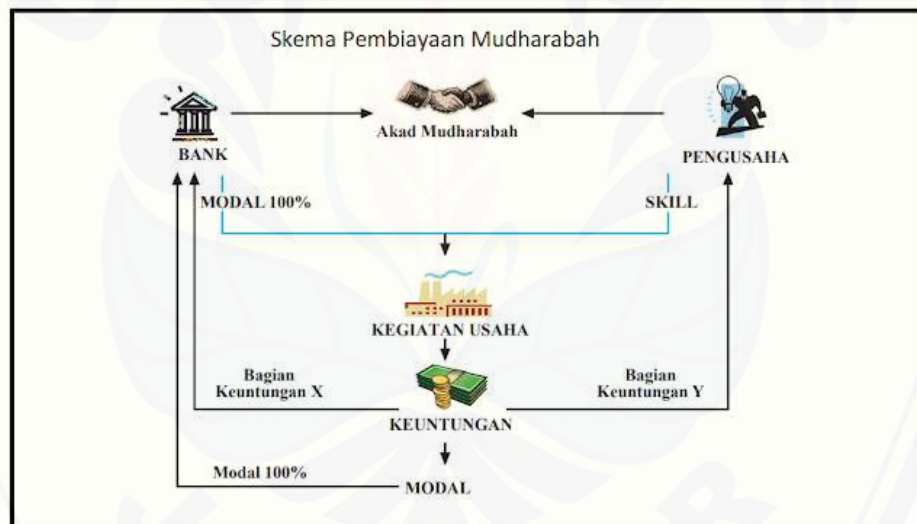 Skema Pembiayaan Mudharabah
Akad Mudharabah
BANK
PENGUSAHA
MODAL 100%
SKILL
KEGIATAN USAHA
Bagian
Keuntungan X
Bagian
Keuntungan Y
KEUNTUNGAN
Modal 100%
MODAL